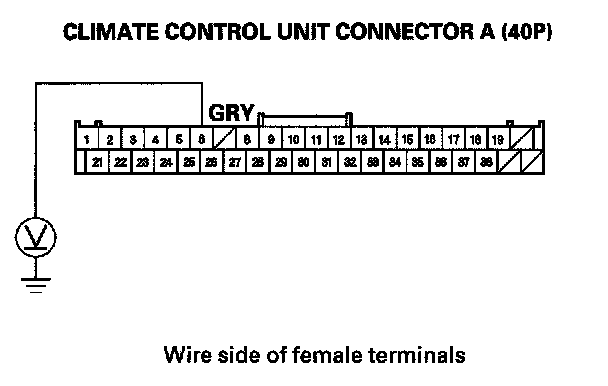 CLIMATE CONTROL UNIT CONNECTOR A (40P)
GRY
1 2 3 4 5 6 8 9 10 11 12 13 14 15 16 17 18 19
21 22 23 24 25 26 27 28 29 30 31 32 33 34 35 36 37 38
V
Wire side of female terminals